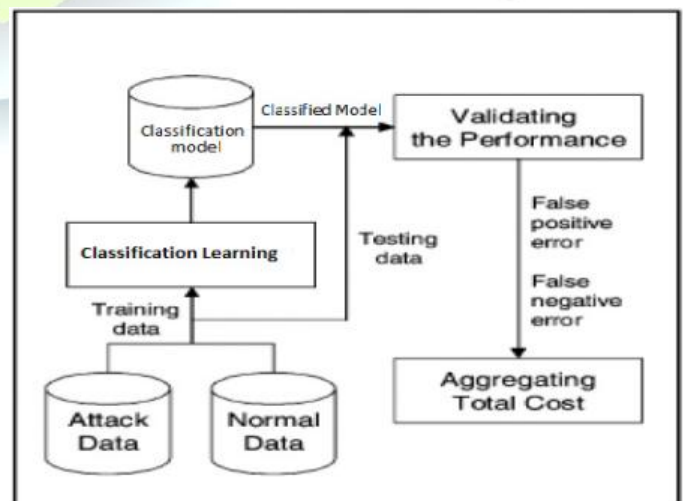 Classification
model
Classified Model
Validating
the Performance
Classification Learning
Testing
data
False
positive
error
False
negative
error
Training
data
Attack
Data
Normal
Data
Aggregating
Total Cost